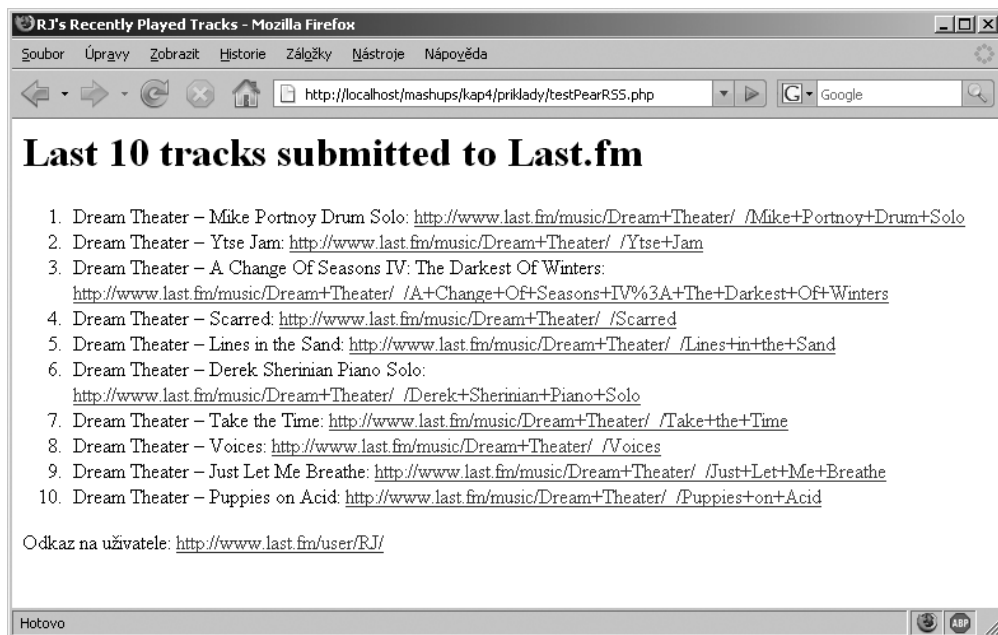 RJ's Recently Played Tracks - Mozilla Firefox
Soubor Úpravy Zobrazit Historie Záložky Nástroje Nápověda
http://localhost/mashups/kap4/priklady/testPearRSS.php G Google
Last 10 tracks submitted to Last.fm
1. Dream Theater – Mike Portnoy Drum Solo: http://www.last.fm/music/Dream+Theater/_/Mike+Portnoy+Drum+Solo
2. Dream Theater – Ytse Jam: http://www.last.fm/music/Dream+Theater/_/Ytse+Jam
3. Dream Theater – A Change Of Seasons IV: The Darkest Of Winters:
http://www.last.fm/music/Dream+Theater/_/A+Change+Of+Seasons+IV%3A+The+Darkest+Of+Winters
4. Dream Theater – Scarred: http://www.last.fm/music/Dream+Theater/_/Scarred
5. Dream Theater – Lines in the Sand: http://www.last.fm/music/Dream+Theater/_/Lines+in+the+Sand
6. Dream Theater – Derek Sherinian Piano Solo:
http://www.last.fm/music/Dream+Theater/_/Derek+Sherinian+Piano+Solo
7. Dream Theater – Take the Time: http://www.last.fm/music/Dream+Theater/_/Take+the+Time
8. Dream Theater – Voices: http://www.last.fm/music/Dream+Theater/_/Voices
9. Dream Theater – Just Let Me Breathe: http://www.last.fm/music/Dream+Theater/_/Just+Let+Me+Breathe
10. Dream Theater – Puppies on Acid: http://www.last.fm/music/Dream+Theater/_/Puppies+on+Acid
Odkaz na uživatele: http://www.last.fm/user/RJ/
Hotovo ABP